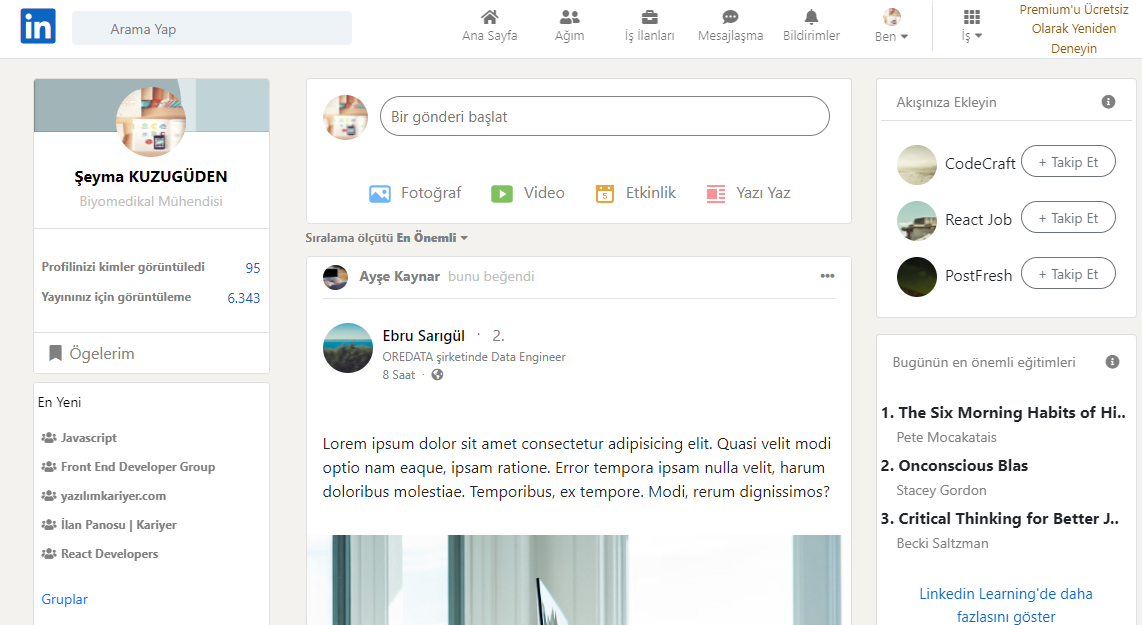 in
Arama Yap
Ana Sayfa
Ağım
İş İlanları
Mesajlaşma
Bildirimler
Ben
İş
Premium'u Ücretsiz
Olarak Yeniden
Deneyin
Şeyma KUZUGÜDEN
Biyomedikal Mühendisi
Profilinizi kimler görüntüledi 95
Yayınınız için görüntüleme 6.343
Ögelerim
En Yeni
Javascript
Front End Developer Group
yazılımkariyer.com
İlan Panosu | Kariyer
React Developers
Gruplar
Bir gönderi başlat
Fotoğraf
Video
Etkinlik
Yazı Yaz
Sıralama ölçütü En Önemli
Ayşe Kaynar bunu beğendi
Ebru Sarıgül · 2.
OREDATA şirketinde Data Engineer
8 Saat ·
Lorem ipsum dolor sit amet consectetur adipisicing elit. Quasi velit modi
optio nam eaque, ipsam ratione. Error tempora ipsam nulla velit, harum
doloribus molestiae. Temporibus, ex tempore. Modi, rerum dignissimos?
Akışınıza Ekleyin
CodeCraft + Takip Et
React Job + Takip Et
PostFresh + Takip Et
Bugünün en önemli eğitimleri
1. The Six Morning Habits of Hi..
Pete Mocakatais
2. Onconscious Blas
Stacey Gordon
3. Critical Thinking for Better J..
Becki Saltzman
Linkedin Learning'de daha
fazlasını göster